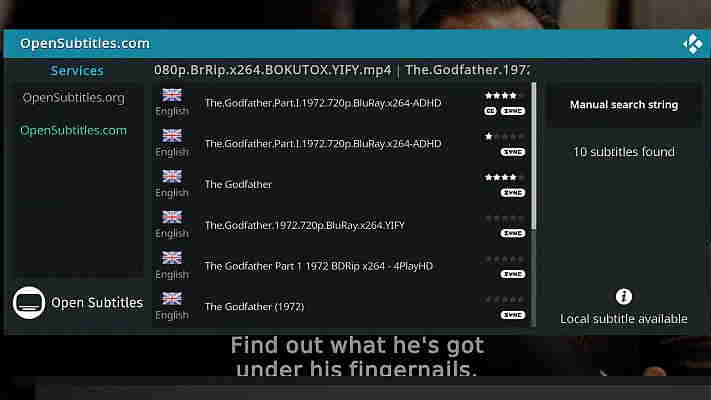 OpenSubtitles.com
Services
080p.BrRip.x264.BOKUTOX.YIFY.mp4 | The.Godfather.197
OpenSubtitles.org
OpenSubtitles.com
English
The.Godfather.Part.I.1972.720p.BluRay.x264-ADHD
CC SYNC
English
The.Godfather.Part.I.1972.720p.BluRay.x264-ADHD
SYNC
English
The Godfather
SYNC
English
The.Godfather.1972.720p.BluRay.x264.YIFY
SYNC
English
The Godfather Part 1 1972 BDRip x264 - 4PlayHD
SYNC
English
The Godfather (1972)
SYNC
Manual search string
10 subtitles found
Local subtitle available
Open Subtitles
Find out what he's got
under his fingernails.